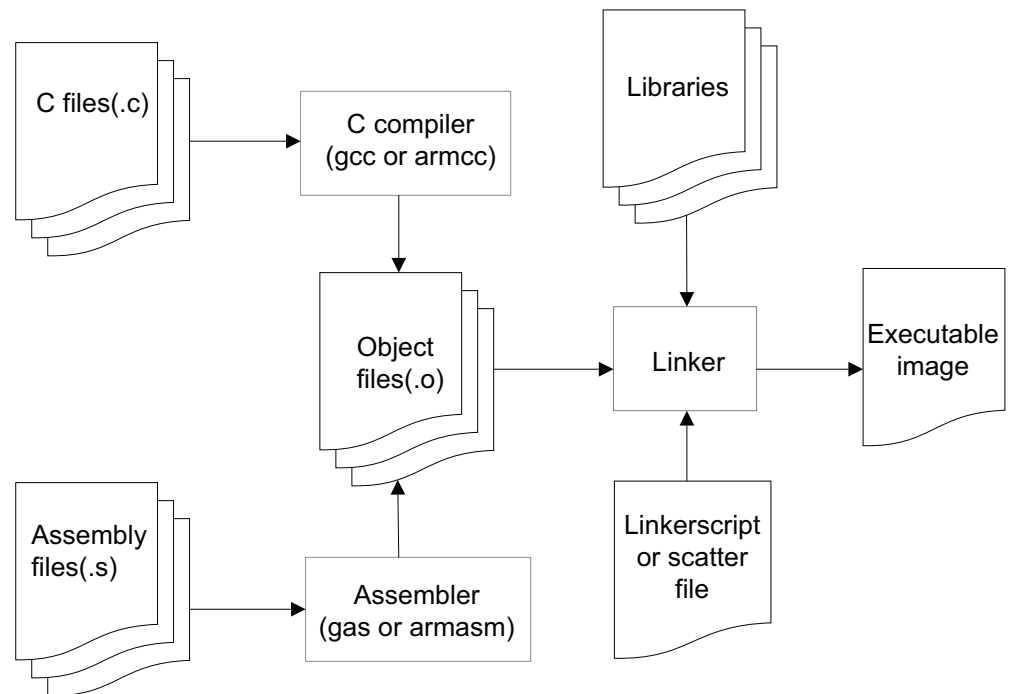 C files(.c)
C compiler
(gcc or armcc)
Libraries
Object
files(.o)
Linker
Executable
image
Assembly
files(.s)
Assembler
(gas or armasm)
Linkerscript
or scatter
file